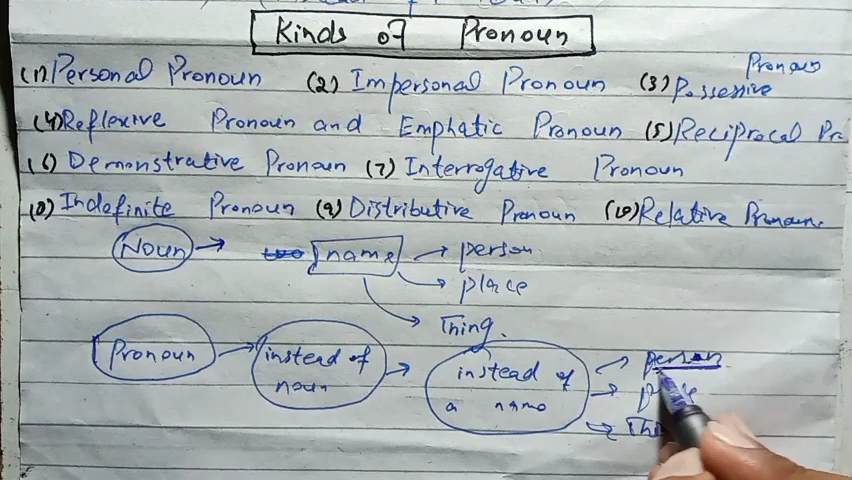 Kinds of Pronoun
(1) Personal Pronoun (2) Impersonal Pronoun (3) Possessive Pronoun
(4) Reflexive Pronoun and Emphatic Pronoun (5) Reciprocal
(6) Demonstrative Pronoun (7) Interrogative Pronoun
(8) Indefinite Pronoun (9) Distributive Pronoun (10) Relative Pronoun.
Noun → name → person
→ place
→ Thing.
Pronoun → instead of noun → instead of a name → person